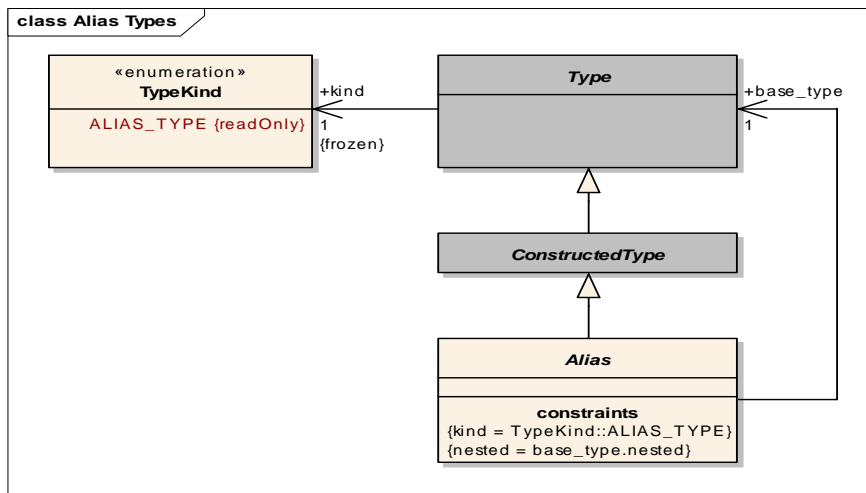 class Alias Types
«enumeration»
TypeKind
ALIAS_TYPE {readOnly}
+kind
1
{frozen}
Type
+base_type
1
ConstructedType
Alias
constraints
{kind = TypeKind::ALIAS_TYPE}
{nested = base_type.nested}